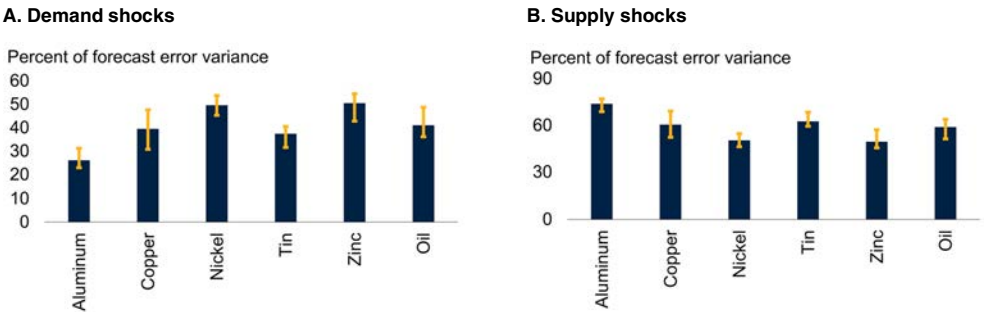 A. Demand shocks
Percent of forecast error variance
60
50
40
30
20
10
0
Aluminum
Copper
Nickel
Tin
Zinc
Oil
B. Supply shocks
Percent of forecast error variance
90
60
30
0
Aluminum
Copper
Nickel
Tin
Zinc
Oil